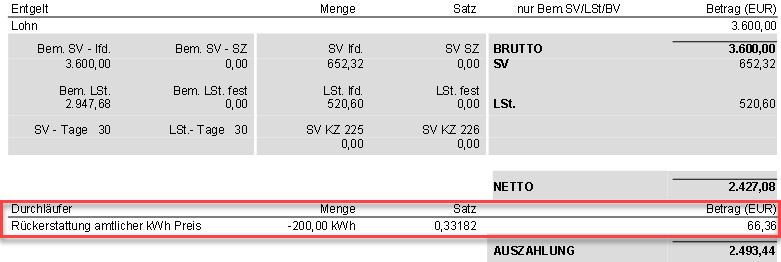 Entgelt Menge Satz nur Bem.SV/LSt/BV Betrag (EUR)
Lohn 3.600,00
Bem. SV - lfd. Bem. SV - SZ SV lfd. SV SZ BRUTTO 3.600,00
3.600,00 0,00 652,32 0,00 SV 652,32
Bem. LSt. Bem. LSt. fest LSt. lfd. LSt. fest
2.947,68 0,00 520,60 0,00 LSt. 520,60
SV - Tage 30 LSt.- Tage 30 SV KZ 225 SV KZ 226
0,00 0,00
NETTO 2.427,08
Durchläufer Menge Satz Betrag (EUR)
Rückerstattung amtlicher kWh Preis -200,00 kWh 0,33182 66,36
AUSZAHLUNG 2.493,44